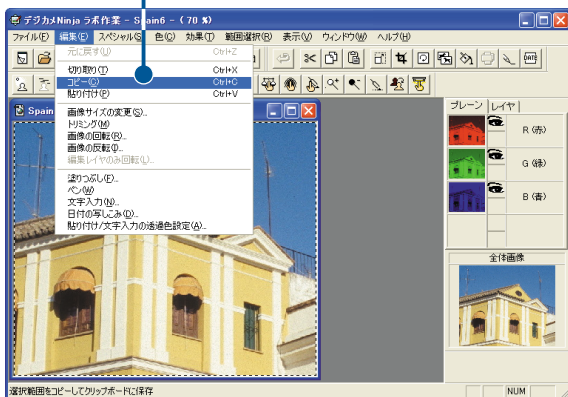 デジカメNinja ラボ作業 - Spain6 - ( 70 %)
ファイル(F) 編集(E) スペシャル(S) 色(C) 効果(T) 範囲選択(R) 表示(V) ウィンドウ(W) ヘルプ(H)
元に戻す(U) Ctrl+Z
切り取り(T) Ctrl+X
コピー(C) Ctrl+C
貼り付け(P) Ctrl+V
画像サイズの変更(S)...
トリミング(M)
画像の回転(R)...
画像の反転(I)...
編集レイヤのみ回転(L)...
塗りつぶし(F)...
ペン(W)
文字入力(N)...
日付の写しこみ(D)...
貼り付け/文字入力の透過色設定(A)...
DATE
Spain
プレーン レイヤ
R (赤)
G (緑)
B (青)
全体画像
選択範囲をコピーしてクリップボードに保存
NUM